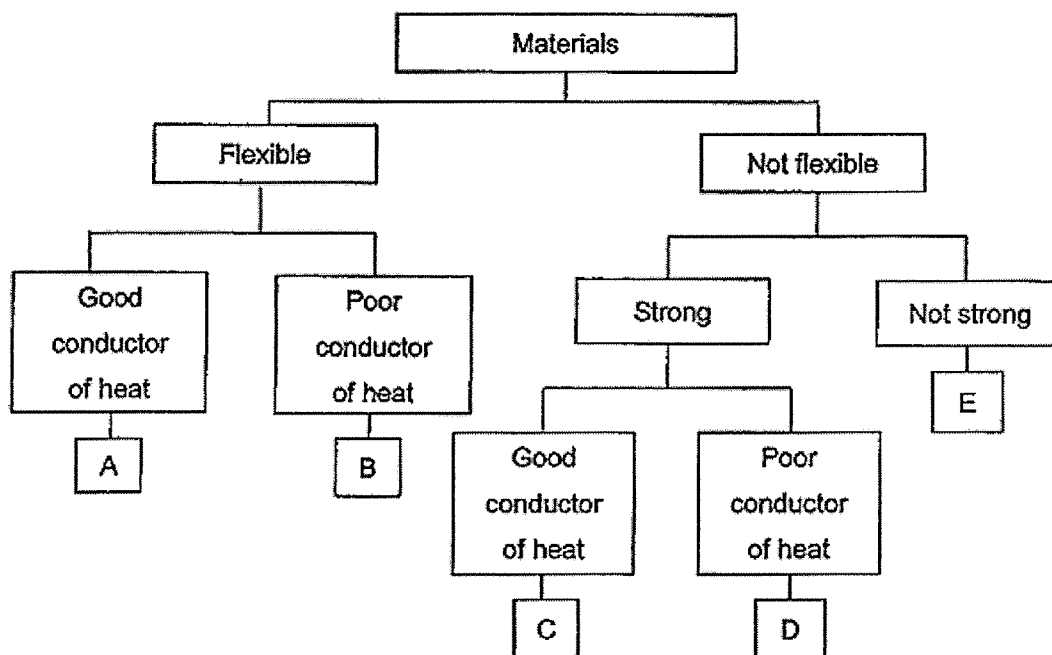 Materials
Flexible
Not flexible
Good
conductor
of heat
Poor
conductor
of heat
Strong
Not strong
A
B
E
Good
conductor
of heat
Poor
conductor
of heat
C
D